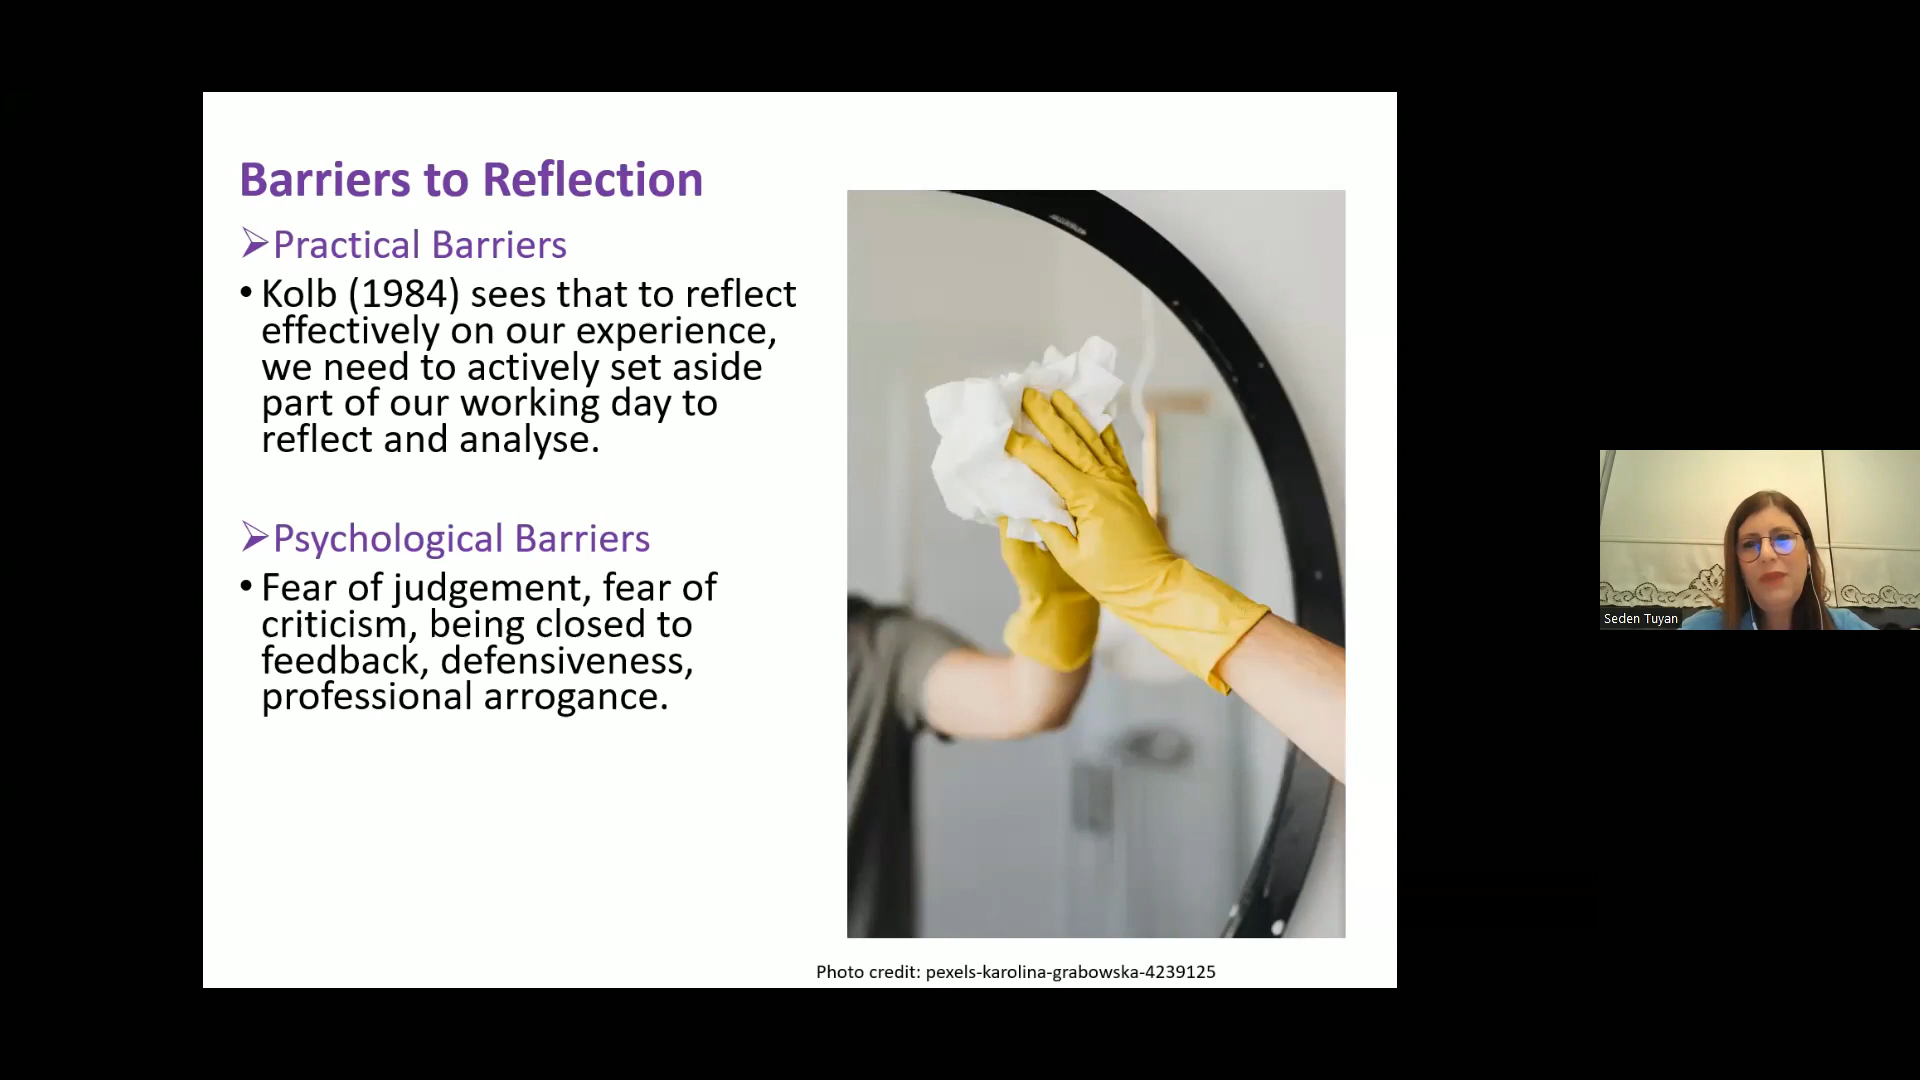 Barriers to Reflection
➢Practical Barriers
• Kolb (1984) sees that to reflect
effectively on our experience,
we need to actively set aside
part of our working day to
reflect and analyse.
➢Psychological Barriers
• Fear of judgement, fear of
criticism, being closed to
feedback, defensiveness,
professional arrogance.
Photo credit: pexels-karolina-grabowska-4239125
Seden Tuyan